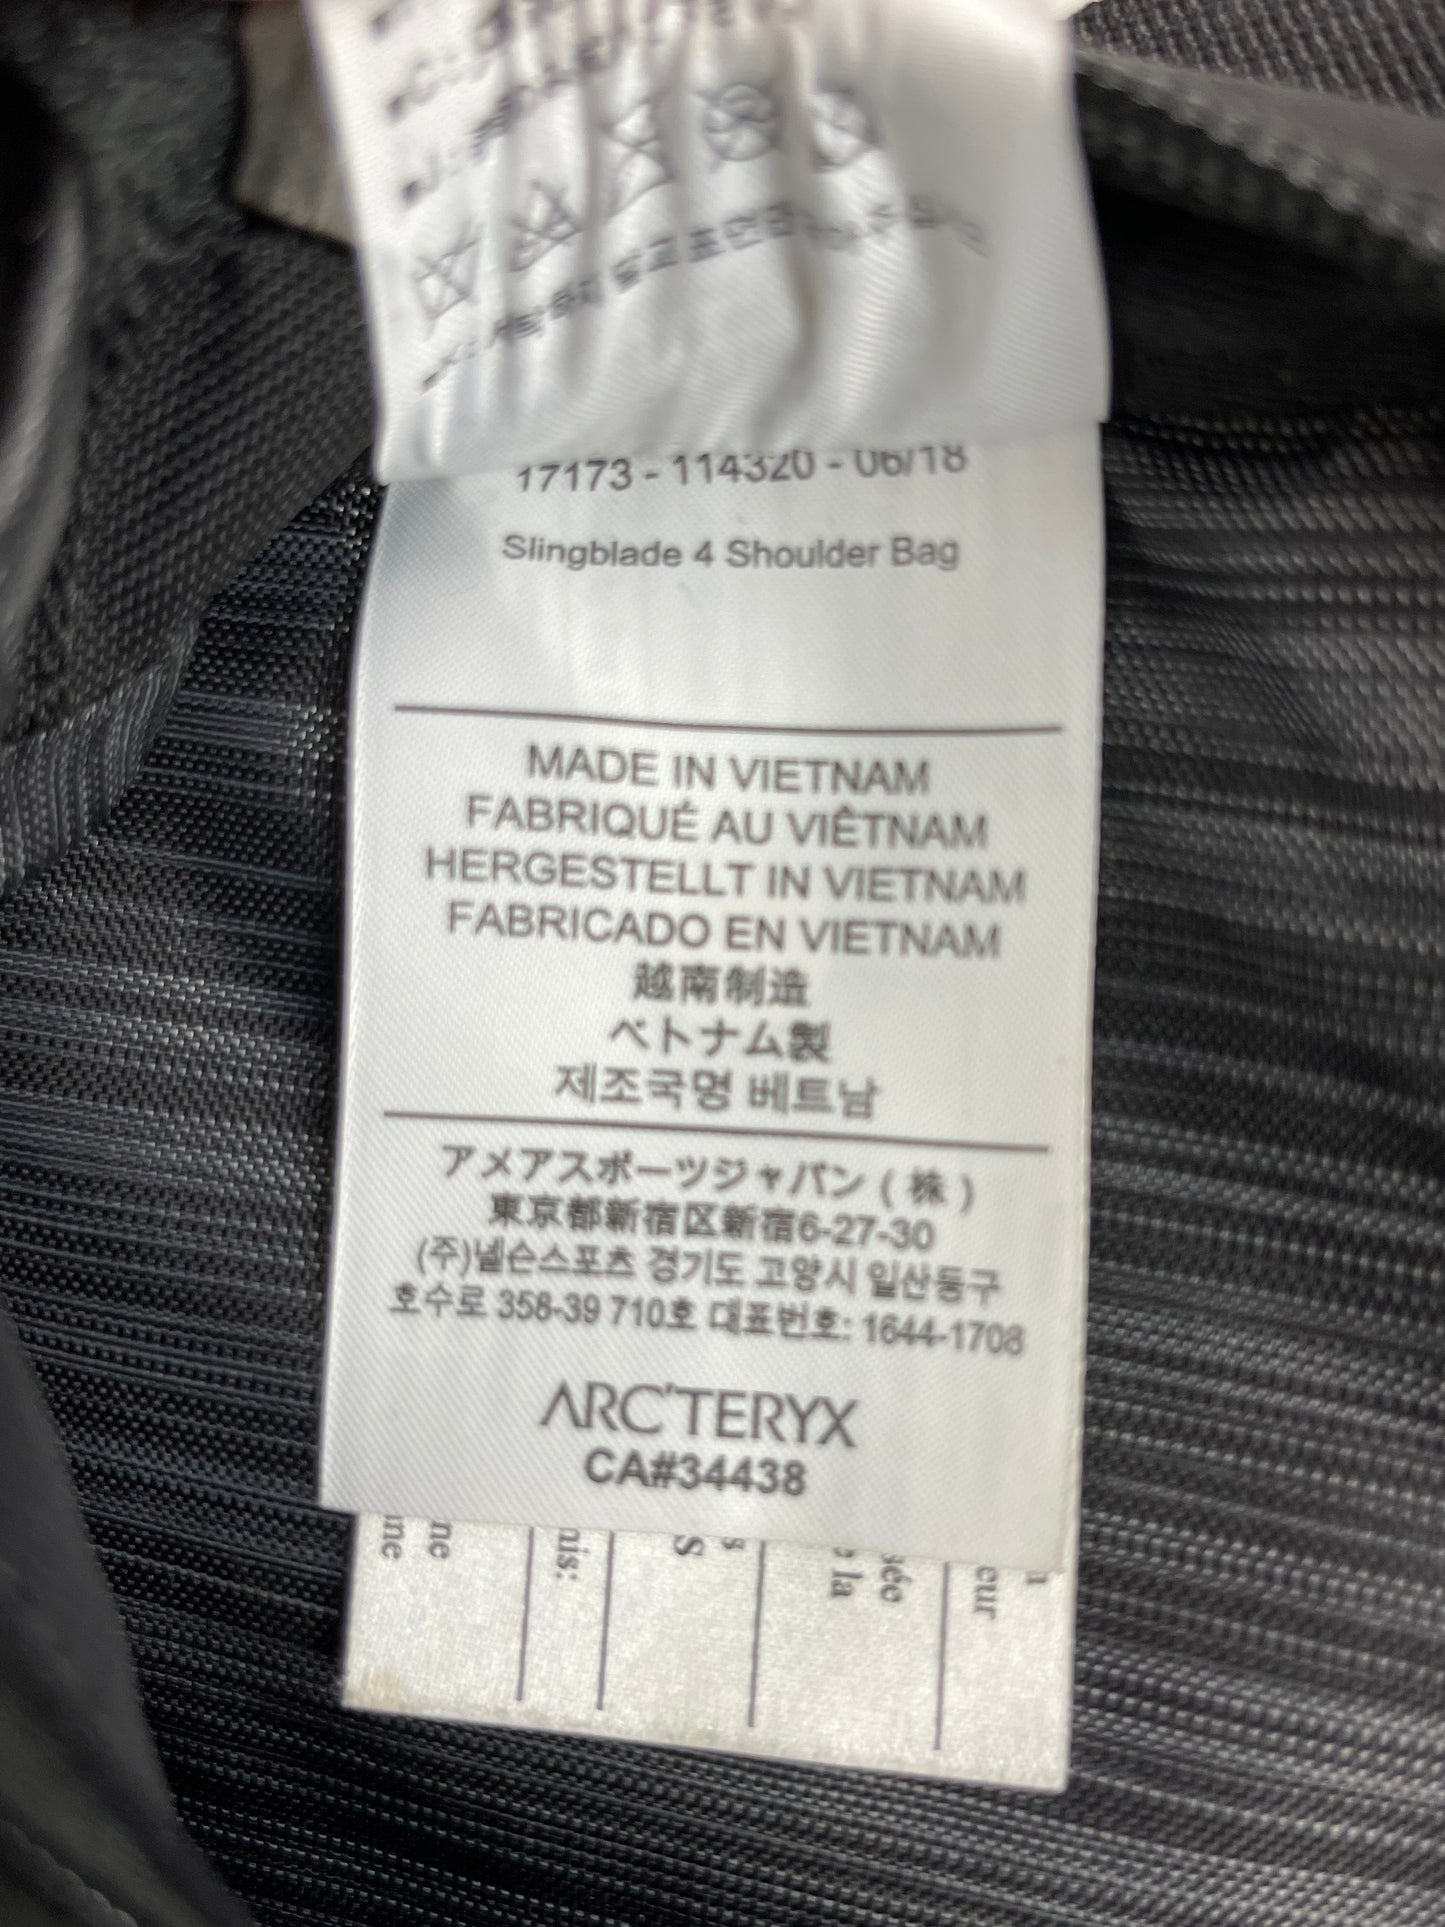 17173 - 114320 - 06/18
Slingblade 4 Shoulder Bag
MADE IN VIETNAM
FABRIQUÉ AU VIÊTNAM
HERGESTELLT IN VIETNAM
FABRICADO EN VIETNAM
越南制造
ベトナム製
제조국명 베트남
アメアスポーツジャパン ( 株 )
東京都新宿区新宿6-27-30
(주)넬슨스포츠 경기도 고양시 일산동구
호수로 358-39 710호 대표번호: 1644-1708
ARC'TERYX
CA#34438
la